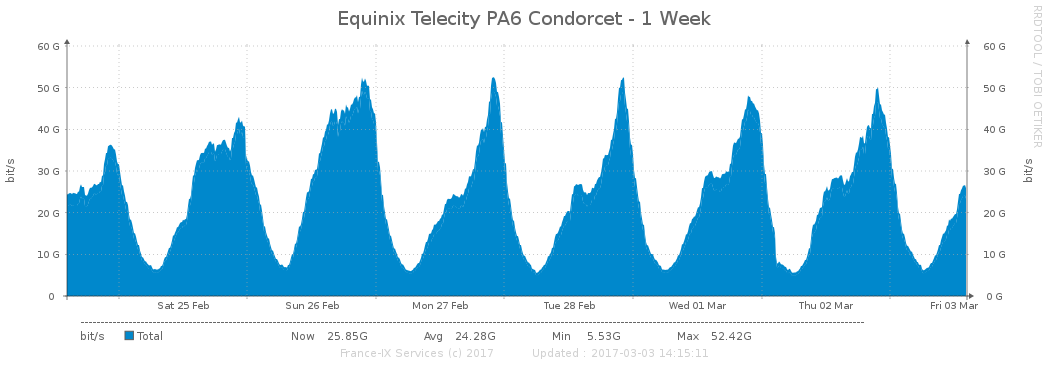 Equinix Telecity PA6 Condorcet - 1 Week
RRDTOOL / TOBI OETIKER
bit/s
60 G
50 G
40 G
30 G
20 G
10 G
0
60 G
50 G
40 G
30 G
20 G
10 G
0 G
bit/s
Sat 25 Feb Sun 26 Feb Mon 27 Feb Tue 28 Feb Wed 01 Mar Thu 02 Mar Fri 03 Mar
bit/s Total Now 25.85G Avg 24.28G Min 5.53G Max 52.42G
France-IX Services (c) 2017 Updated : 2017-03-03 14:15:11